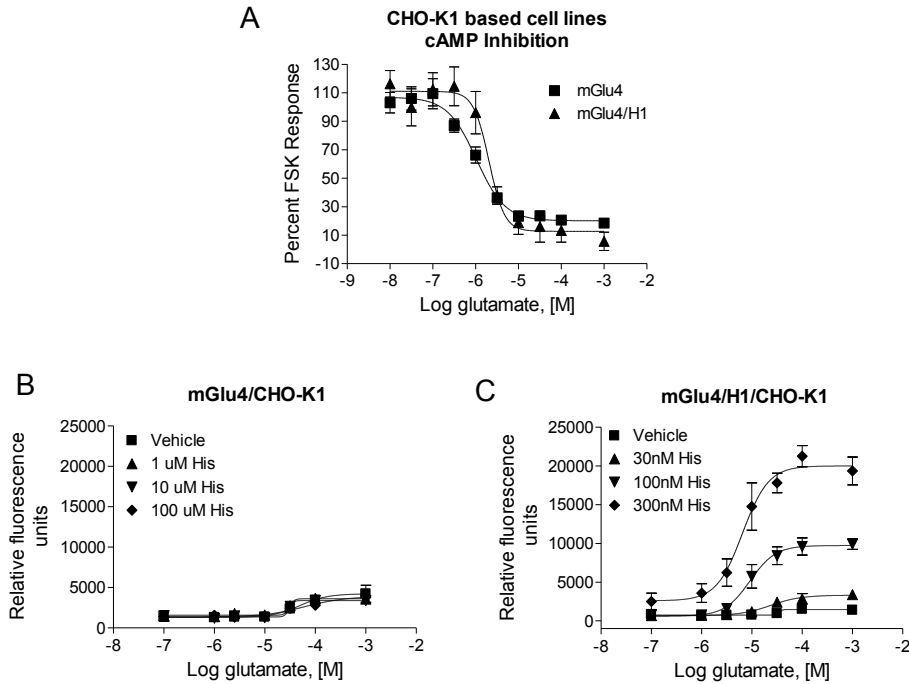 A
CHO-K1 based cell lines
cAMP Inhibition
130
110
90
70
50
30
10
-10
Percent FSK Response
mGlu4
mGlu4/H1
-9 -8 -7 -6 -5 -4 -3 -2
Log glutamate, [M]
B
mGlu4/CHO-K1
25000
20000
15000
10000
5000
0
Relative fluorescence
units
Vehicle
1 uM His
10 uM His
100 uM His
-7 -6 -5 -4 -3 -2
Log glutamate, [M]
C
mGlu4/H1/CHO-K1
25000
20000
15000
10000
5000
0
Relative fluorescence
units
Vehicle
30nM His
100nM His
300nM His
-8 -7 -6 -5 -4 -3 -2
Log glutamate, [M]